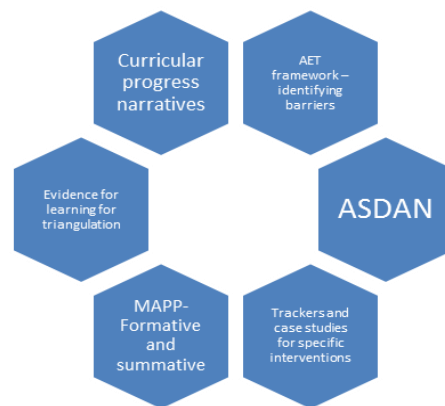 Curricular
progress
narratives
AET
framework –
identifying
barriers
Evidence for
learning for
triangulation
ASDAN
MAPP-
Formative
and
summative
Trackers and
case studies
for specific
interventions